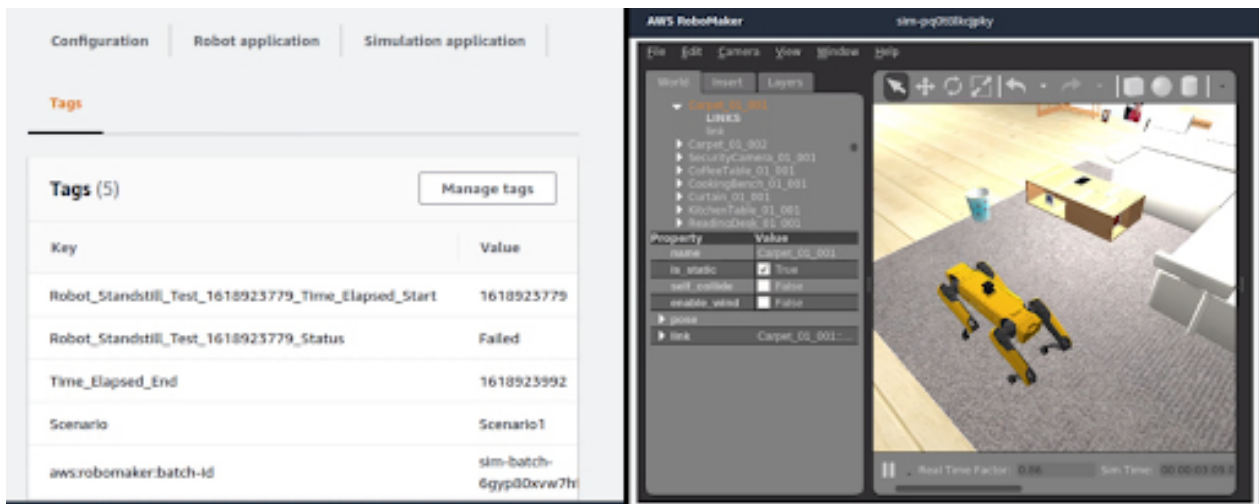 Configuration
Robot application
Simulation application
Tags
Tags (5)
Manage tags
Key
Value
Robot_Standstill_Test_1618923779_Time_Elapsed_Start
1618923779
Robot_Standstill_Test_1618923779_Status
Failed
Time_Elapsed_End
1618923992
Scenario
Scenario1
aws:robomaker:batch-id
sim-batch-
AWS RoboMaker
File Edit Camera View Window Help
World Insert Layers
Carpet_01_001
LINKS
link
Carpet_01_002
SecurityCamera_01_001
CoffeeTable_01_001
CookingBench_01_001
Curtain_01_001
KitchenTable_01_001
ReadingDesk_01_001
Property Value
name Carpet_01_001
is_static True
self_collide False
enable_wind False
pose
link Carpet_01_001::...
Real Time Factor: 0.86 Sim Time: